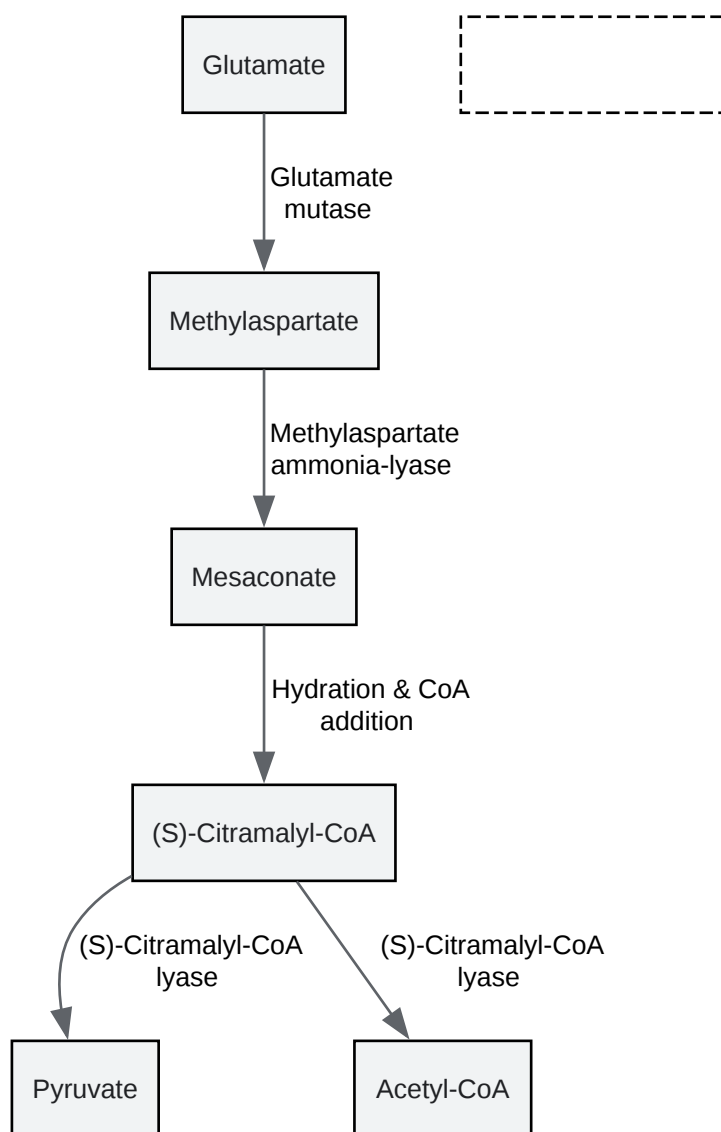 Glutamate
Glutamate
mutase
Methylaspartate
Methylaspartate
ammonia-lyase
Mesaconate
Hydration & CoA
addition
(S)-Citramalyl-CoA
(S)-Citramalyl-CoA
lyase
(S)-Citramalyl-CoA
lyase
Pyruvate
Acetyl-CoA